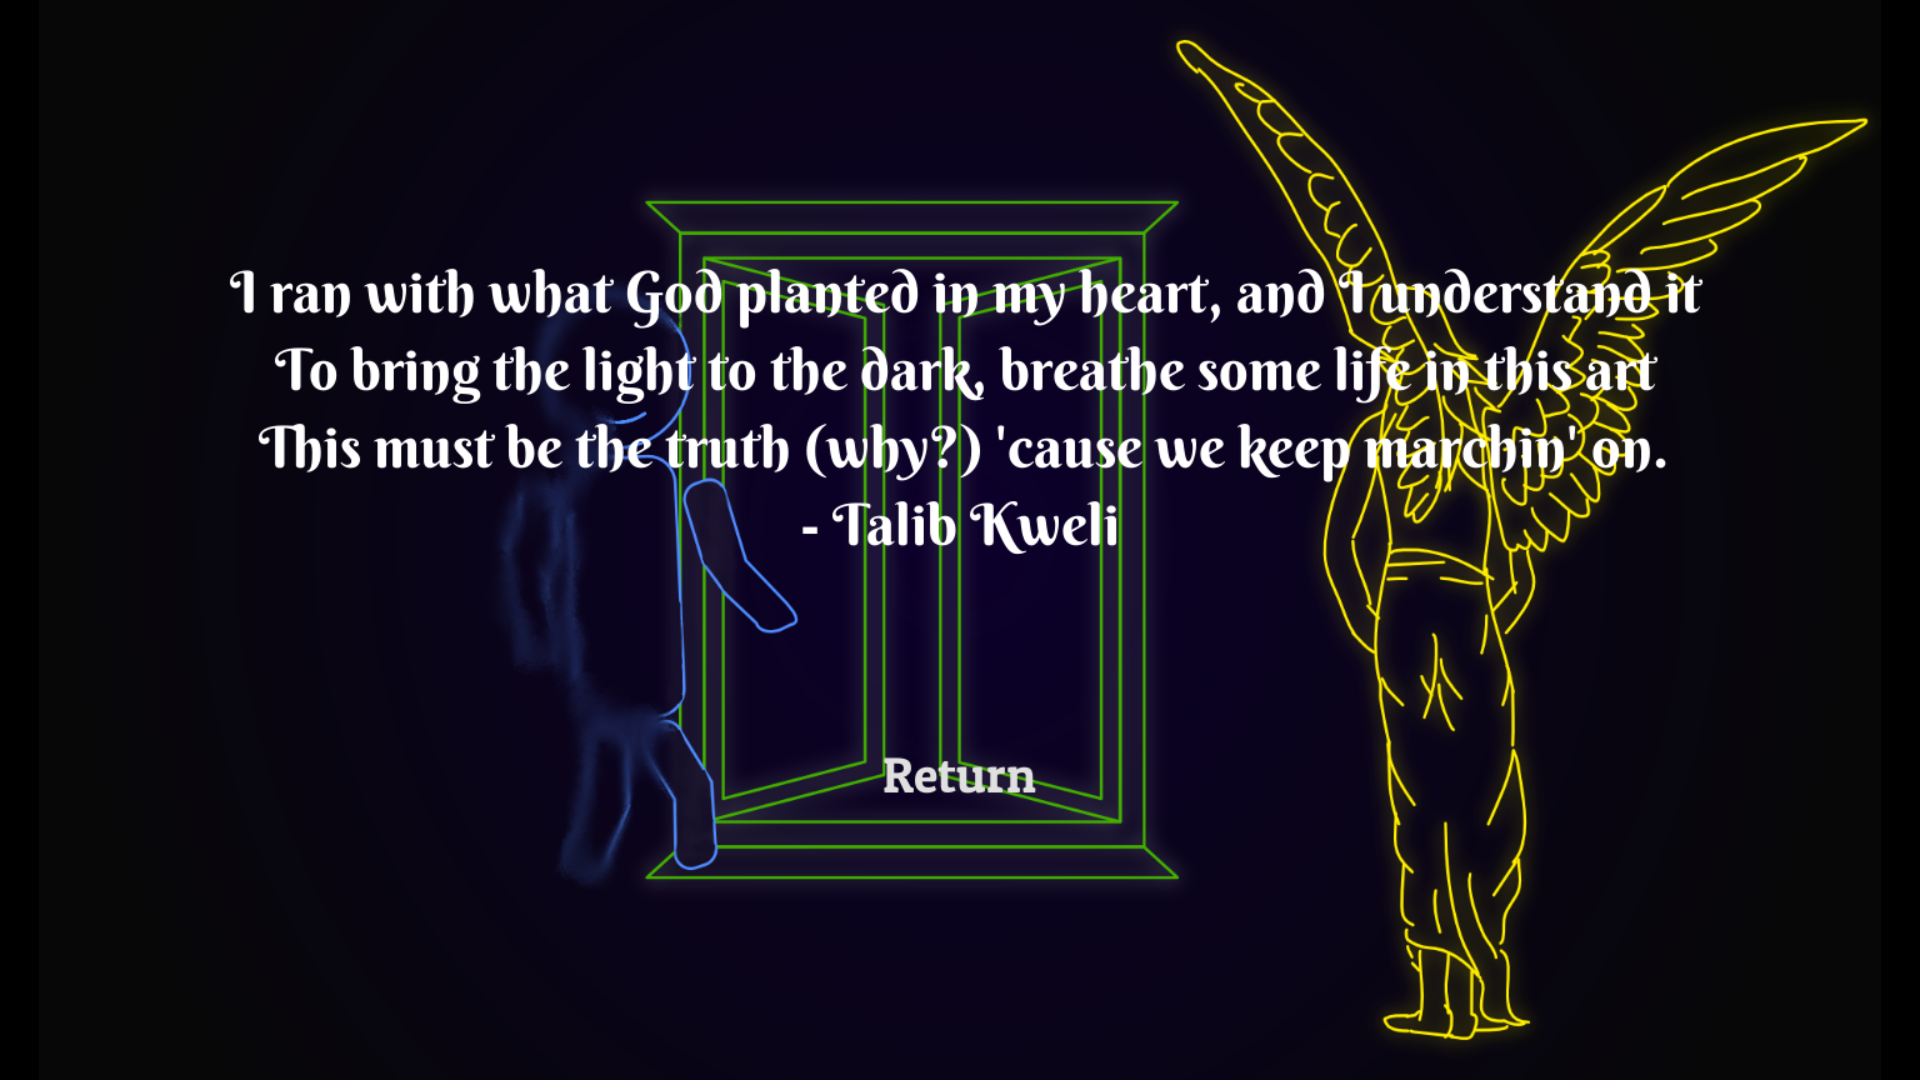 I ran with what God planted in my heart, and I understand it
To bring the light to the dark, breathe some life in this art
This must be the truth (why?) 'cause we keep marchin' on.
- Talib Kweli
Return